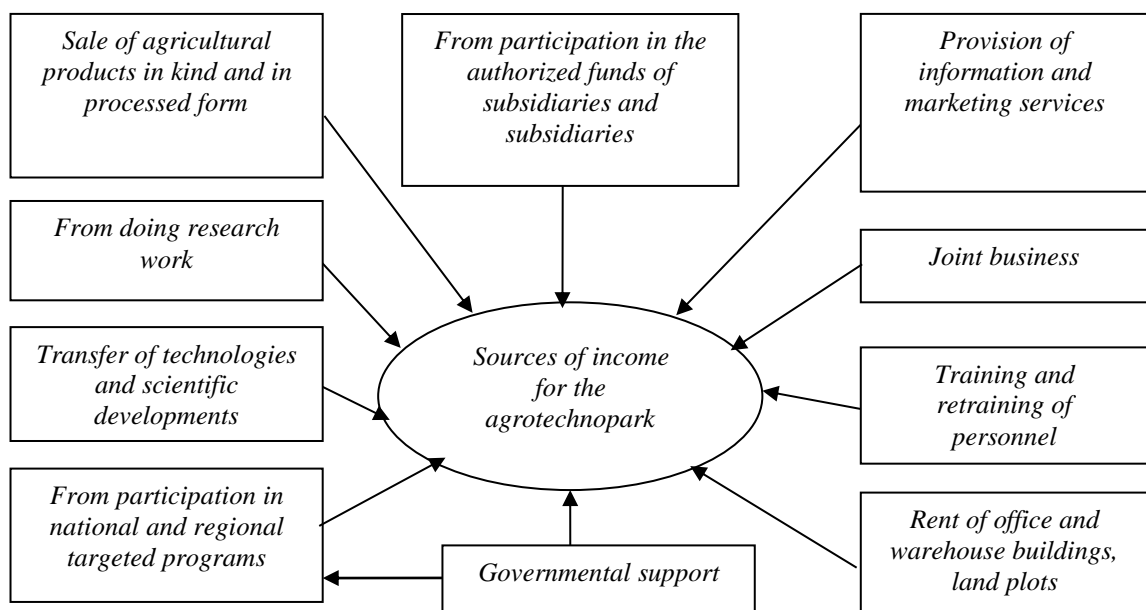 Sale of agricultural
products in kind and in
processed form
From participation in the
authorized funds of
subsidiaries and
subsidiaries
Provision of
information and
marketing services
From doing research
work
Joint business
Sources of income
for the
agrotechnopark
Transfer of technologies
and scientific
developments
Training and
retraining of
personnel
From participation in
national and regional
targeted programs
Governmental support
Rent of office and
warehouse buildings,
land plots